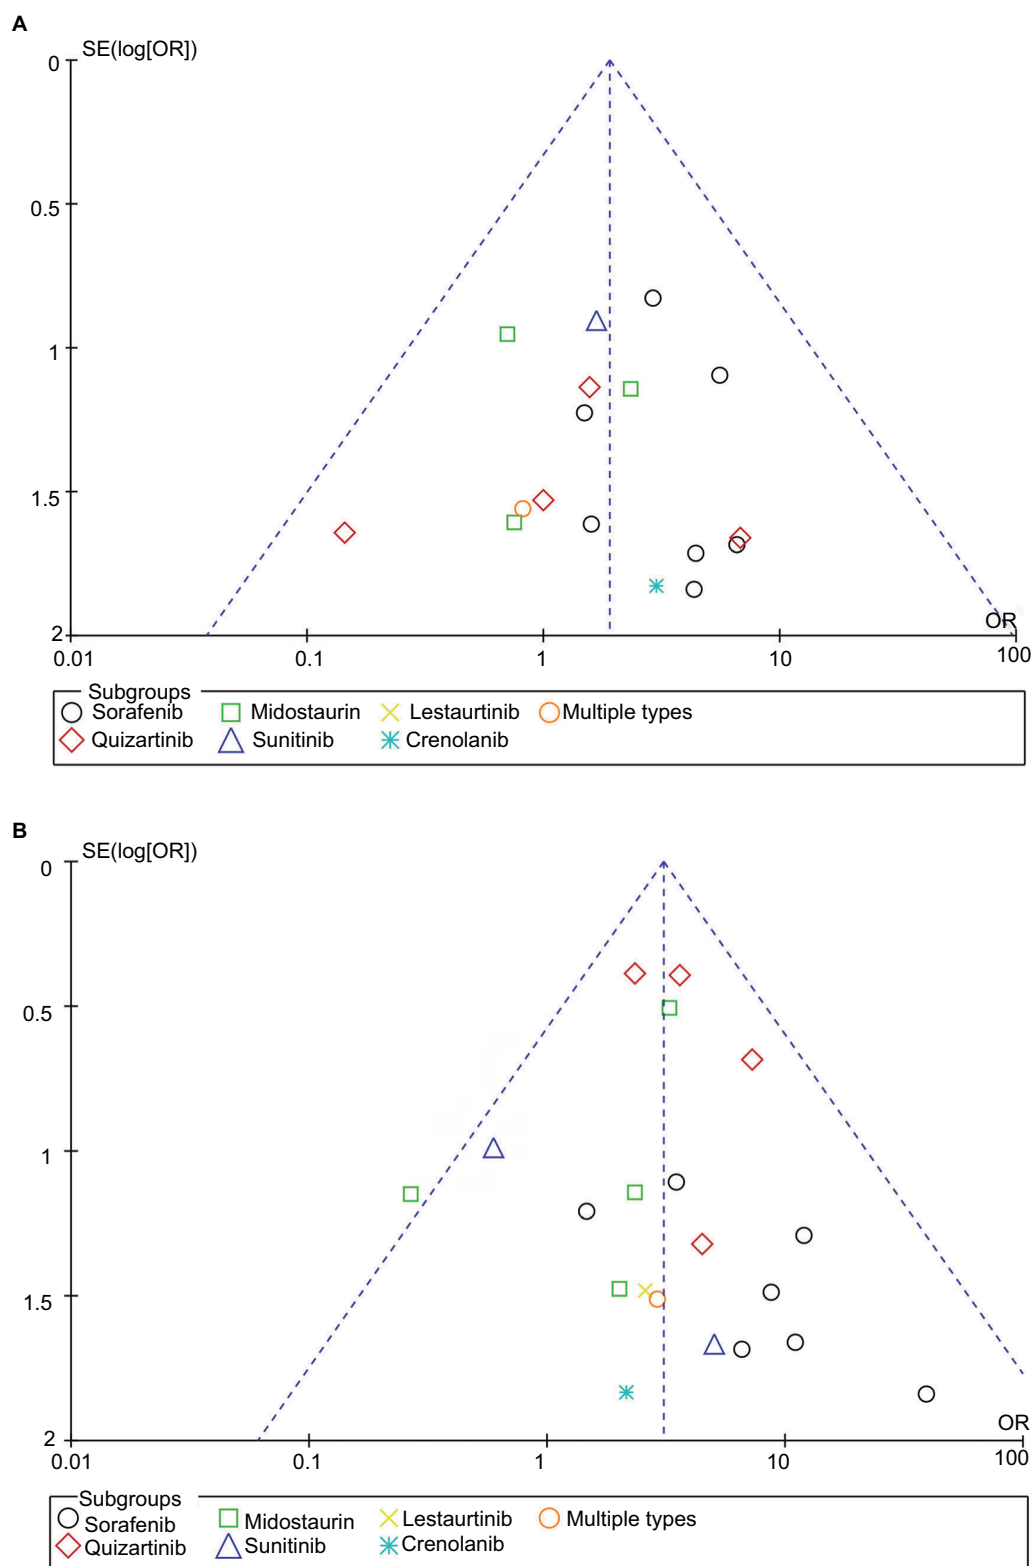 A
SE(log[OR])
0
0.5
1
1.5
2
OR
0.01 0.1 1 10 100
Subgroups
Sorafenib Midostaurin Lestaurtinib Multiple types
Quizartinib Sunitinib Crenolanib
B
SE(log[OR])
0
0.5
1
1.5
2
OR
0.01 0.1 1 10 100
Subgroups
Sorafenib Midostaurin Lestaurtinib Multiple types
Quizartinib Sunitinib Crenolanib